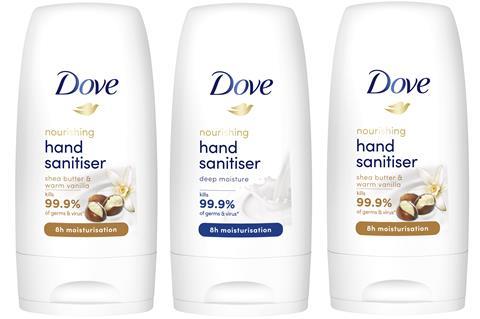 Dove
nourishing
hand
sanitiser
shea butter &
warm vanilla
kills
99.9%
of germs & virus*
8h moisturisation
Dove
nourishing
hand
sanitiser
deep moisture
kills
99.9%
of germs & virus*
8h moisturisation
Dove
nourishing
hand
sanitiser
shea butter &
warm vanilla
kills
99.9%
of germs & virus*
8h moisturisation